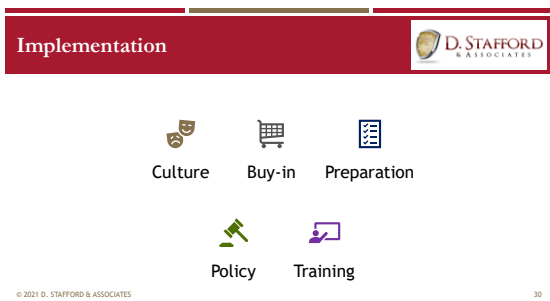 Implementation
D. STAFFORD
& ASSOCIATES
Culture
Buy-in
Preparation
Policy
Training
© 2021 D. STAFFORD & ASSOCIATES
30